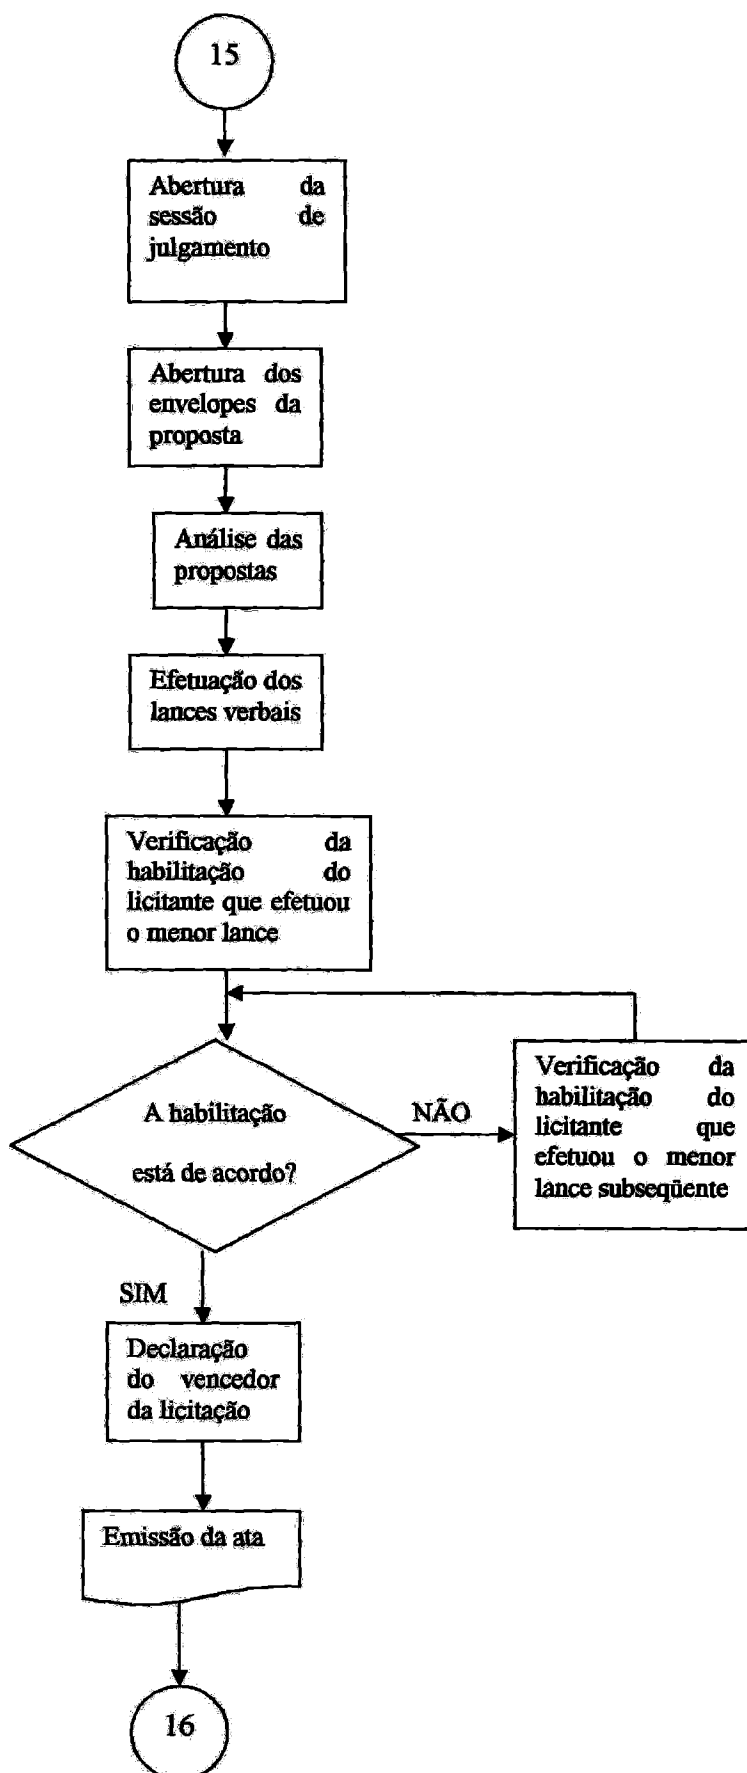 15
Abertura da
sessão de
julgamento
Abertura dos
envelopes da
proposta
Análise das
propostas
Efetuação dos
lances verbais
Verificação da
habilitação do
licitante que efetuou
o menor lance
A habilitação
está de acordo?
NÃO
Verificação da
habilitação do
licitante que
efetuou o menor
lance subseqüente
SIM
Declaração
do vencedor
da licitação
Emissão da ata
16